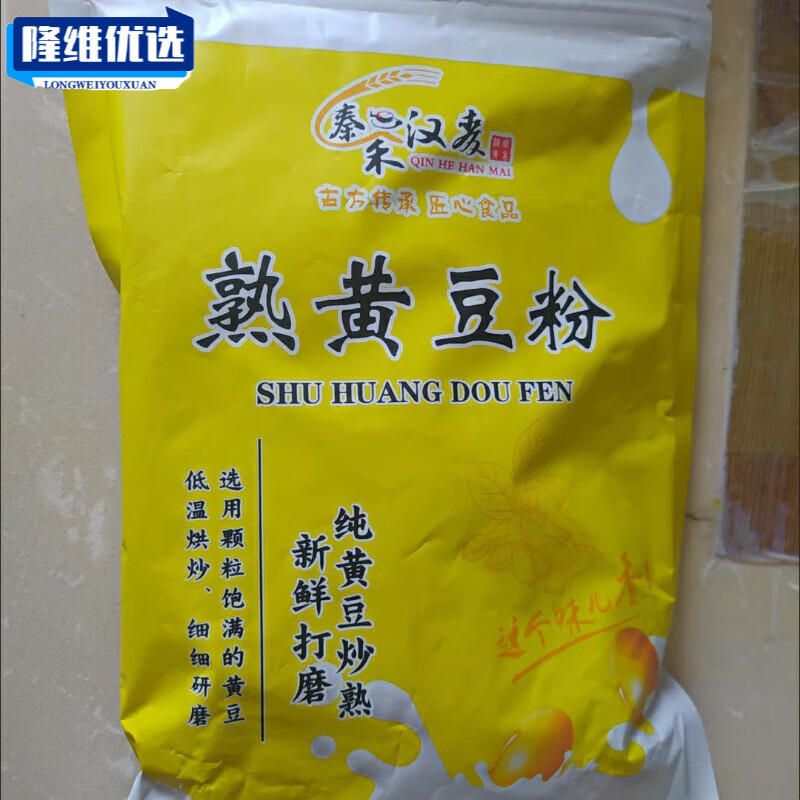 隆维优选
LONGWEIYOUXUAN
秦禾汉麦
QIN HE HAN MAI
古方传承 匠心食品
熟黄豆粉
SHU HUANG DOU FEN
纯黄豆炒熟
新鲜打磨
选用颗粒饱满的黄豆
低温烘炒、细细研磨
这个味儿香!